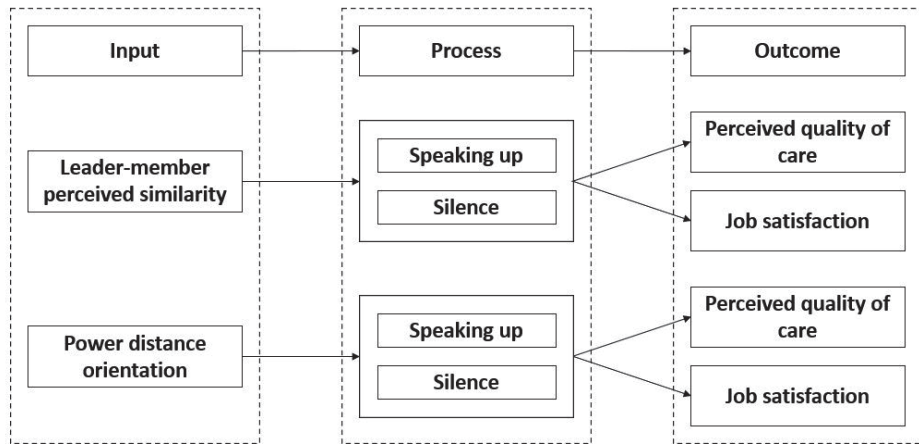 Input
Process
Outcome
Leader-member
perceived similarity
Speaking up
Silence
Perceived quality of
care
Job satisfaction
Power distance
orientation
Speaking up
Silence
Perceived quality of
care
Job satisfaction